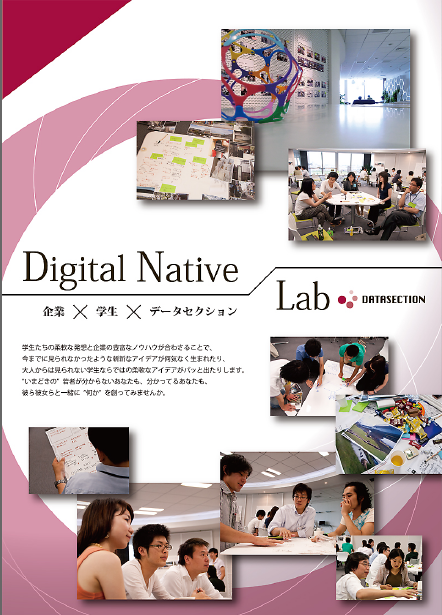 Digital Native
Lab
DATASECTION
企業 × 学生 × データセクション
学生たちの柔軟な発想と企業の豊富なノウハウが合わさることで、
今までに見られなかったような斬新なアイデアが何気なく生まれたり、
大人からは見られない学生ならではの柔軟なアイデアがパッと出たりします。
“いまどきの”若者が分からないあなたも、分かってるあなたも、
彼ら彼女らと一緒に“何か”を創ってみませんか。